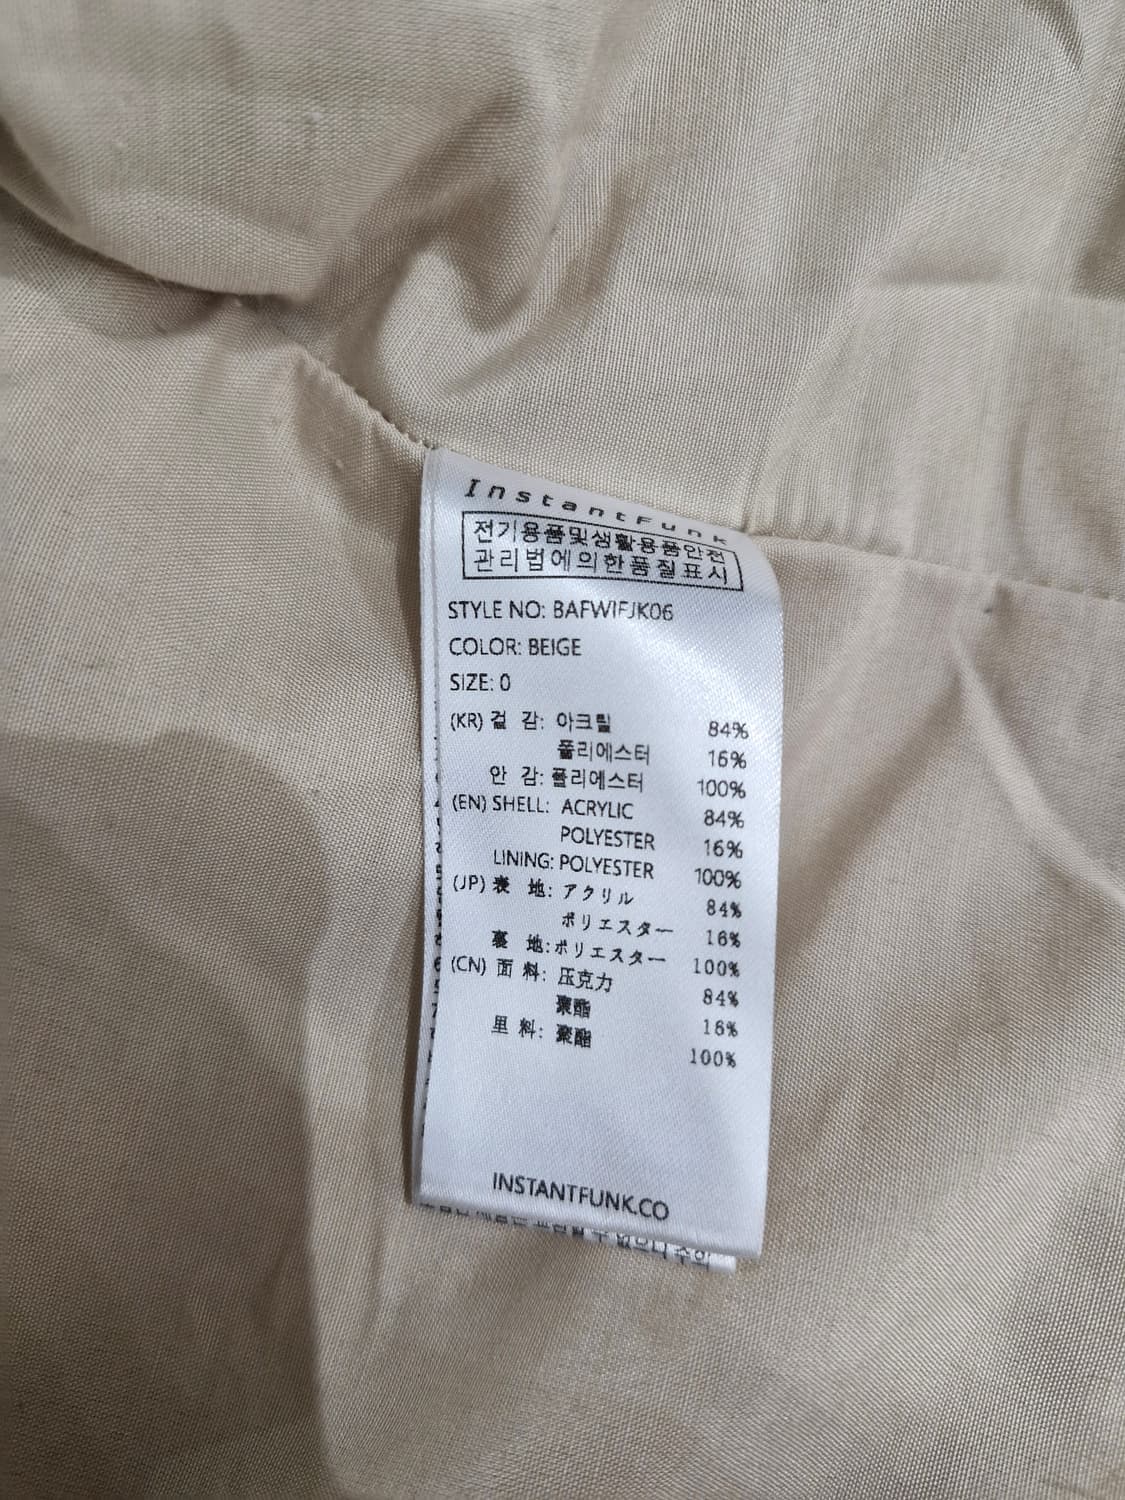 InstantFunk
전기용품및생활용품안전
관리법에의한품질표시
STYLE NO: BAFWIFJK06
COLOR: BEIGE
SIZE: 0
(KR) 겉 감: 아크릴 84%
폴리에스터 16%
안 감: 폴리에스터 100%
(EN) SHELL: ACRYLIC 84%
POLYESTER 16%
LINING: POLYESTER 100%
(JP) 表 地: アクリル 84%
ポリエスター 16%
裏 地: ポリエスター 100%
(CN) 面 料: 压克力 84%
聚酯 16%
里 料: 聚酯 100%
INSTANTFUNK.CO